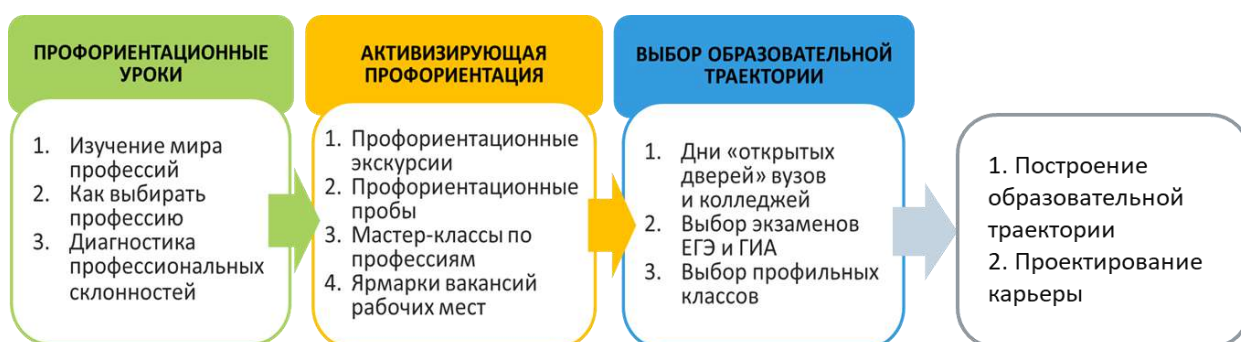 ПРОФОРИЕНТАЦИОННЫЕ
УРОКИ
1. Изучение мира
профессий
2. Как выбирать
профессию
3. Диагностика
профессиональных
склонностей
АКТИВИЗИРУЮЩАЯ
ПРОФОРИЕНТАЦИЯ
1. Профориентационные
экскурсии
2. Профориентационные
пробы
3. Мастер-классы по
профессиям
4. Ярмарки вакансий
рабочих мест
ВЫБОР ОБРАЗОВАТЕЛЬНОЙ
ТРАЕКТОРИИ
1. Дни «открытых
дверей» вузов
и колледжей
2. Выбор экзаменов
ЕГЭ и ГИА
3. Выбор профильных
классов
1. Построение
образовательной
траектории
2. Проектирование
карьеры